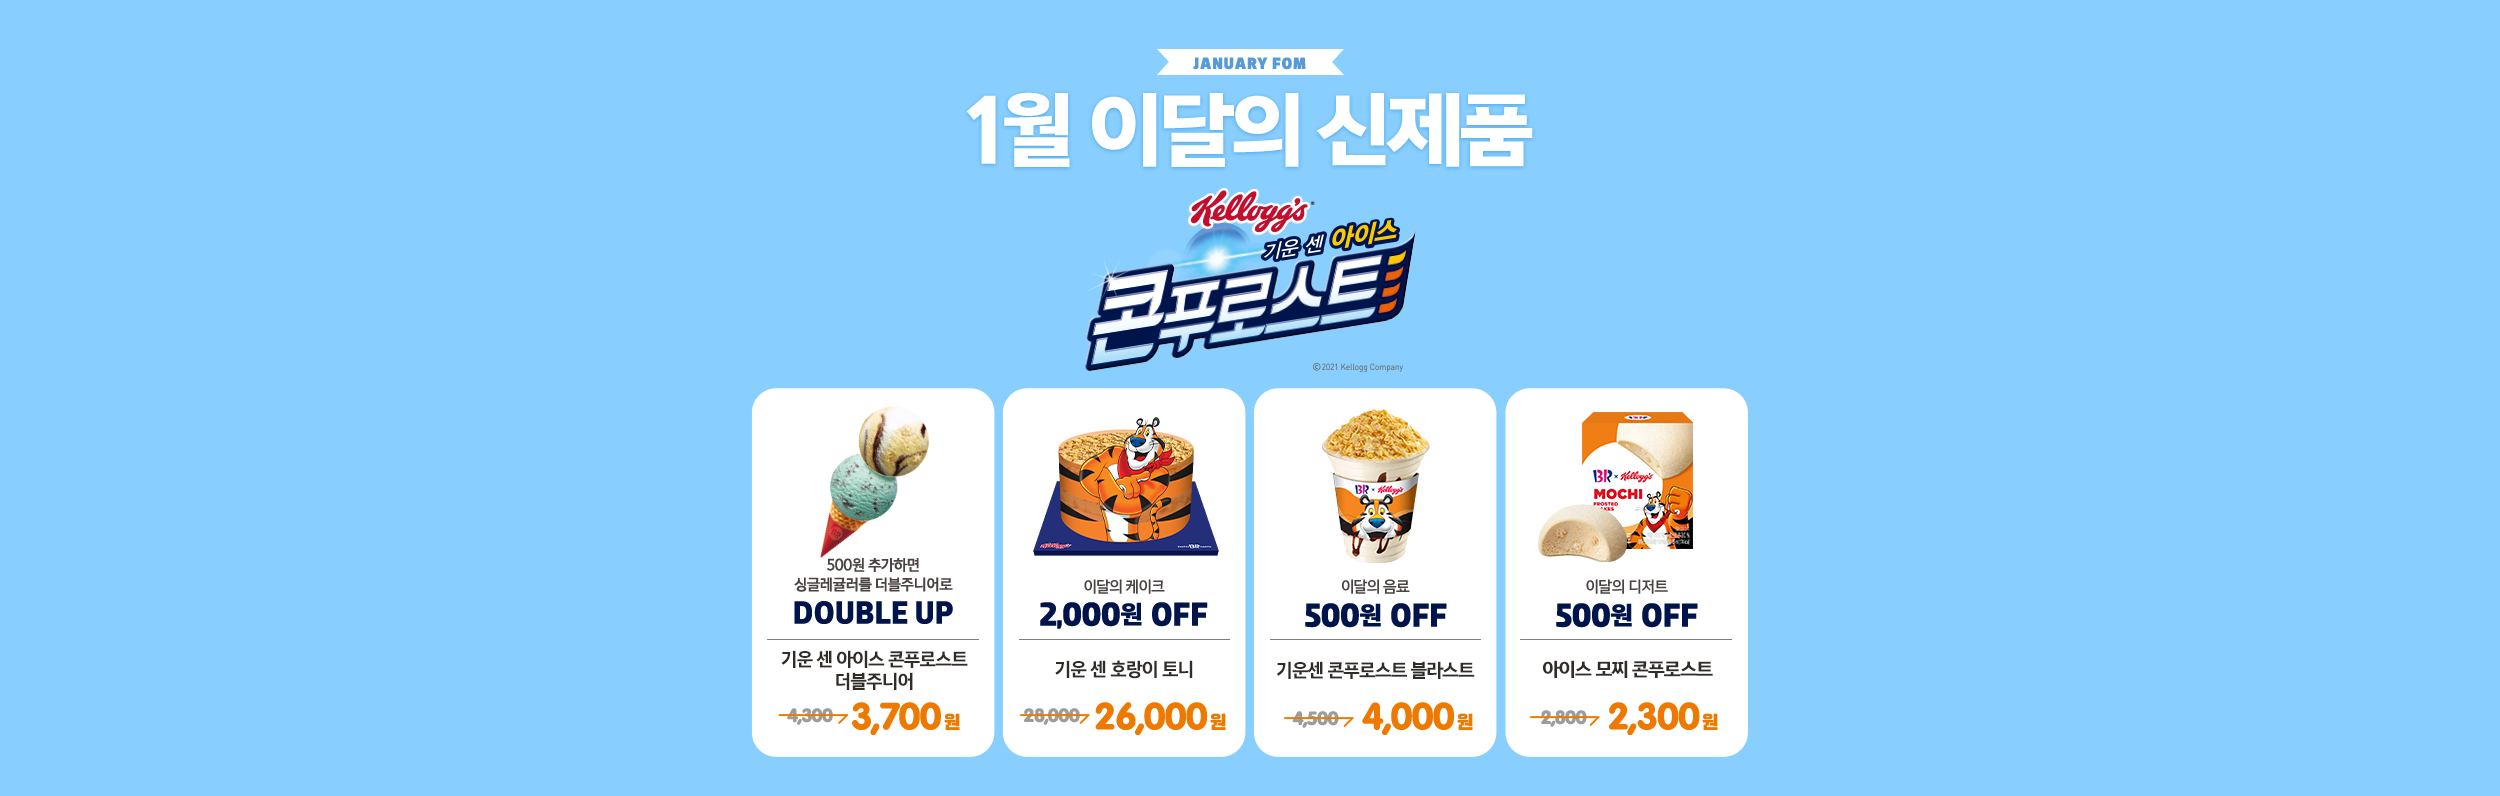 JANUARY FOM
1월 이달의 신제품
Kellogg's
기운 센 아이스
콘푸로스트
©2021 Kellogg Company
500원 추가하면
싱글레귤러를 더블주니어로
DOUBLE UP
기운 센 아이스 콘푸로스트
더블주니어
4,300 3,700원
Kellogg's
BR
이달의 케이크
2,000원 OFF
기운 센 호랑이 토니
28,000 26,000원
BR × Kellogg's
이달의 음료
500원 OFF
기운센 콘푸로스트 블라스트
4,500 4,000원
BR × Kellogg's
MOCHI
FROSTED
이달의 디저트
500원 OFF
아이스 모찌 콘푸로스트
2,800 2,300원